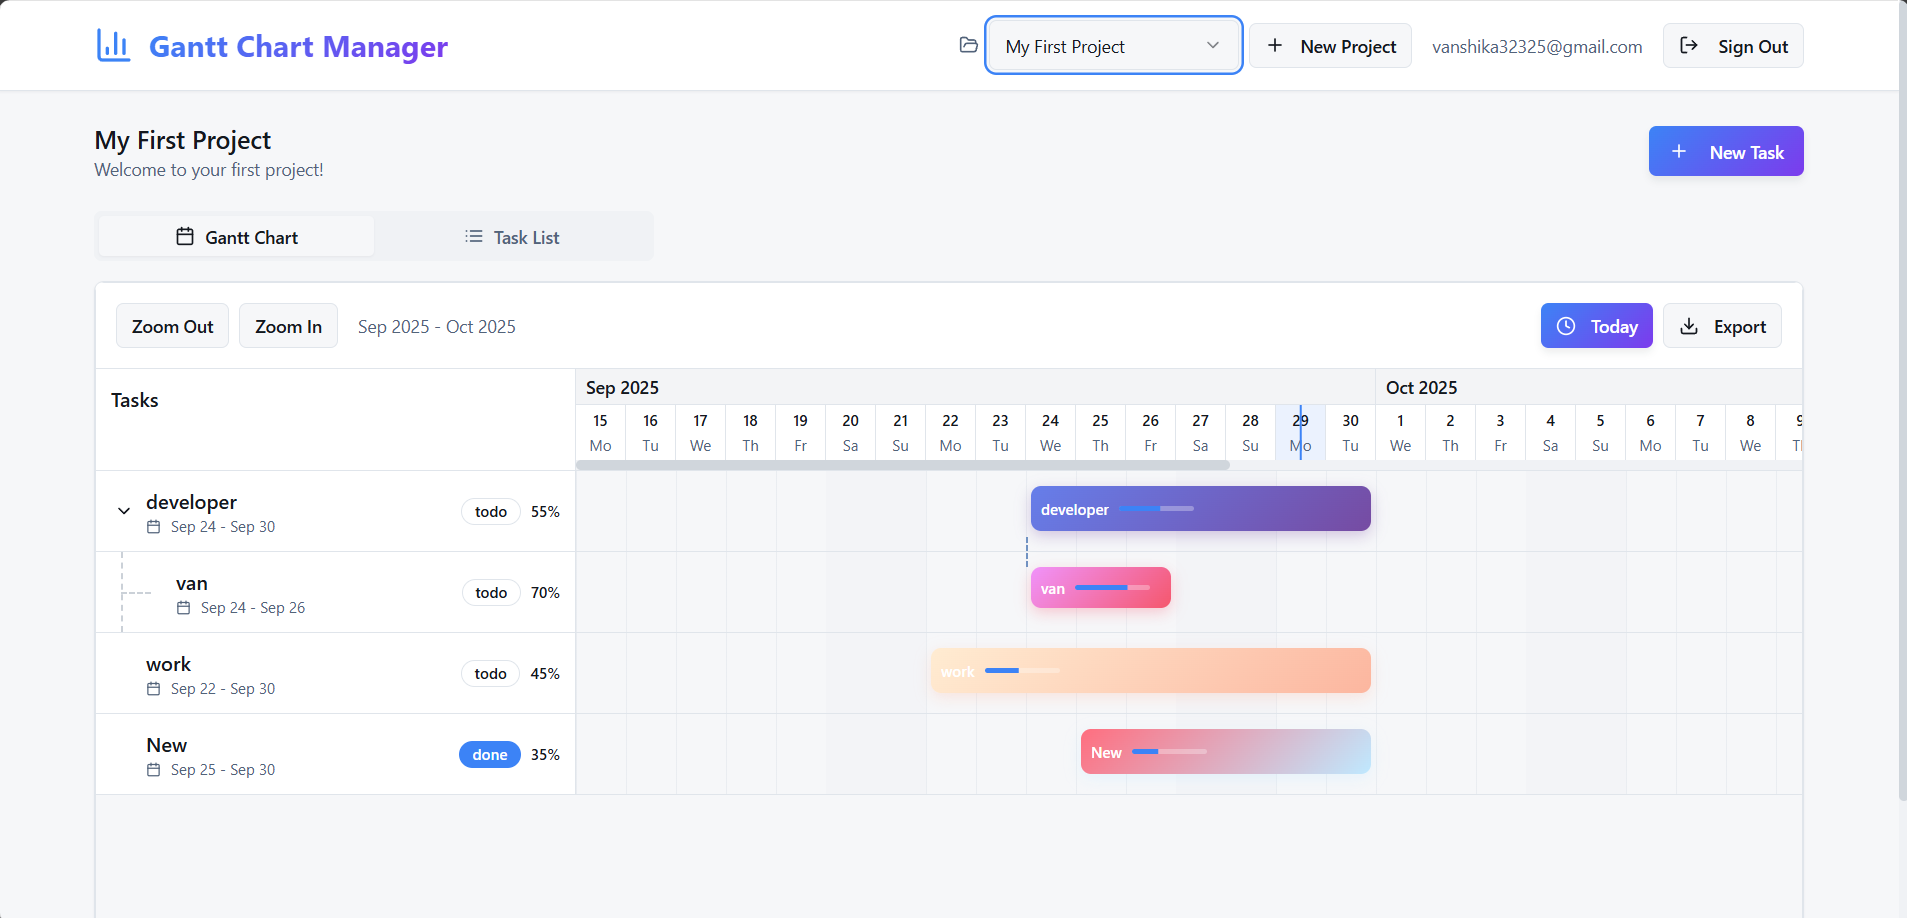 Gantt Chart Manager
My First Project
New Project
vanshika32325@gmail.com
Sign Out
My First Project
Welcome to your first project!
New Task
Gantt Chart
Task List
Zoom Out
Zoom In
Sep 2025 - Oct 2025
Today
Export
Tasks
Sep 2025
Oct 2025
15 16 17 18 19 20 21 22 23 24 25 26 27 28 29 30 1 2 3 4 5 6 7 8 9
Mo Tu We Th Fr Sa Su Mo Tu We Th Fr Sa Su Mo Tu We Th Fr Sa Su Mo Tu We
developer
Sep 24 - Sep 30
todo
55%
developer
van
Sep 24 - Sep 26
todo
70%
van
work
Sep 22 - Sep 30
todo
45%
work
New
Sep 25 - Sep 30
done
35%
New